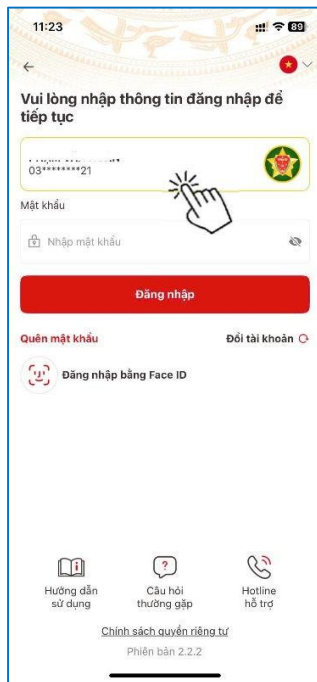 11:23
89
Vui lòng nhập thông tin đăng nhập để
tiếp tục
03********21
Mật khẩu
Nhập mật khẩu
Đăng nhập
Quên mật khẩu
Đổi tài khoản
Đăng nhập bằng Face ID
Hướng dẫn
sử dụng
Câu hỏi
thường gặp
Hotline
hỗ trợ
Chính sách quyền riêng tư
Phiên bản 2.2.2